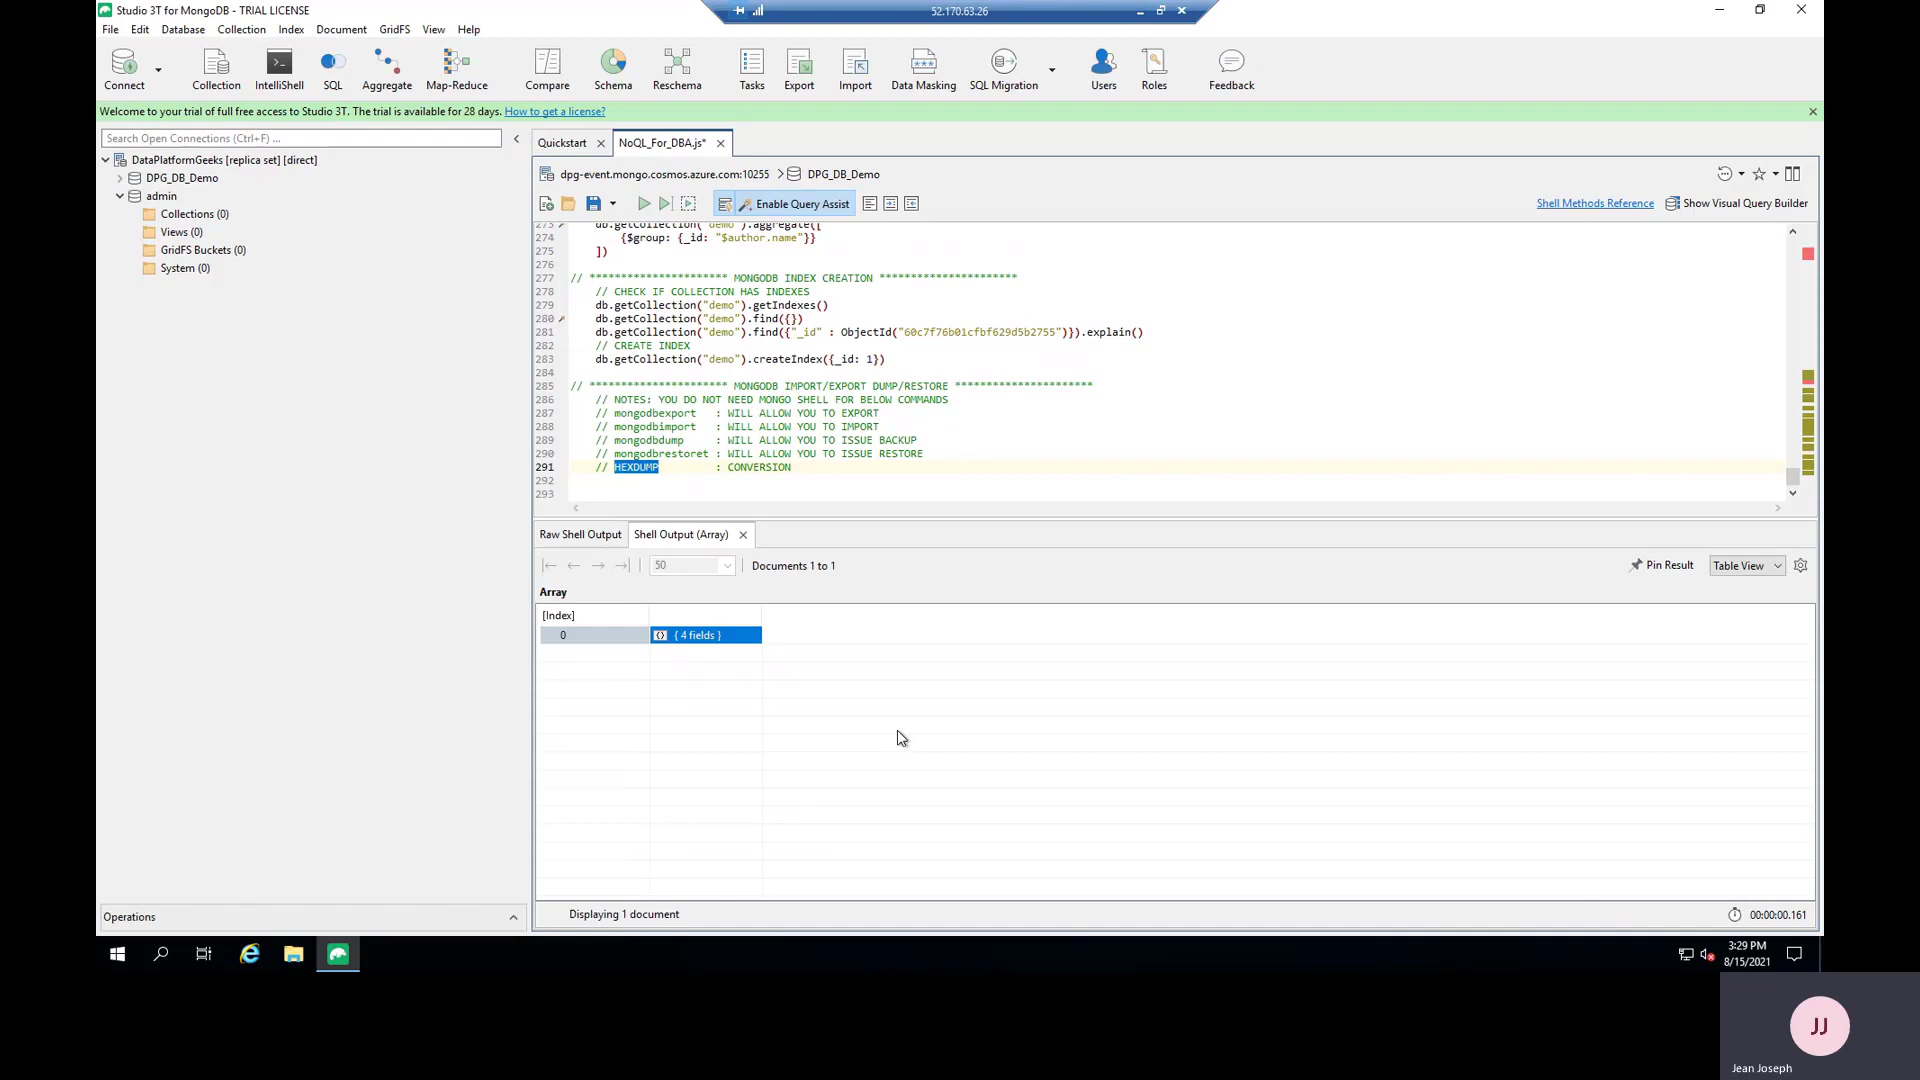 Studio 3T for MongoDB - TRIAL LICENSE
52.170.63.26
File Edit Database Collection Index Document GridFS View Help
Connect Collection IntelliShell SQL Aggregate Map-Reduce Compare Schema Reschema Tasks Export Import Data Masking SQL Migration Users Roles Feedback
Welcome to your trial of full free access to Studio 3T. The trial is available for 28 days. How to get a license?
Search Open Connections (Ctrl+F) ...
Quickstart NoQL_For_DBA.js*
DataPlatformGeeks [replica set] [direct]
DPG_DB_Demo
admin
Collections (0)
Views (0)
GridFS Buckets (0)
System (0)
dpg-event.mongo.cosmos.azure.com:10255 DPG_DB_Demo
Enable Query Assist Shell Methods Reference Show Visual Query Builder
273 db.getCollection("demo").aggregate([
274 {$group: {_id: "$author.name"}}
275 ])
276
277 // ********************** MONGODB INDEX CREATION **********************
278 // CHECK IF COLLECTION HAS INDEXES
279 db.getCollection("demo").getIndexes()
280 db.getCollection("demo").find({})
281 db.getCollection("demo").find({"_id" : ObjectId("60c7f76b01cfbf629d5b2755")}).explain()
282 // CREATE INDEX
283 db.getCollection("demo").createIndex({_id: 1})
284
285 // ********************** MONGODB IMPORT/EXPORT DUMP/RESTORE **********************
286 // NOTES: YOU DO NOT NEED MONGO SHELL FOR BELOW COMMANDS
287 // mongodbexport : WILL ALLOW YOU TO EXPORT
288 // mongodbimport : WILL ALLOW YOU TO IMPORT
289 // mongodbdump : WILL ALLOW YOU TO ISSUE BACKUP
290 // mongodbrestoret : WILL ALLOW YOU TO ISSUE RESTORE
291 // HEXDUMP : CONVERSION
292
293
Raw Shell Output Shell Output (Array)
50 Documents 1 to 1 Pin Result Table View
Array
[Index]
0 { 4 fields }
Operations
Displaying 1 document 00:00:00.161
3:29 PM
8/15/2021
JJ
Jean Joseph